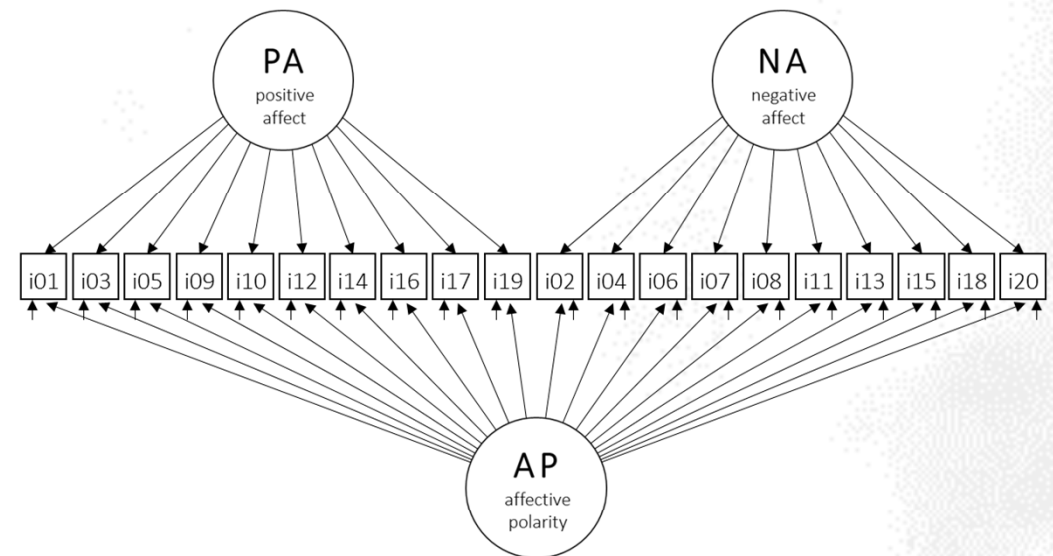 PA
positive
affect
NA
negative
affect
i01 i03 i05 i09 i10 i12 i14 i16 i17 i19 i02 i04 i06 i07 i08 i11 i13 i15 i18 i20
AP
affective
polarity